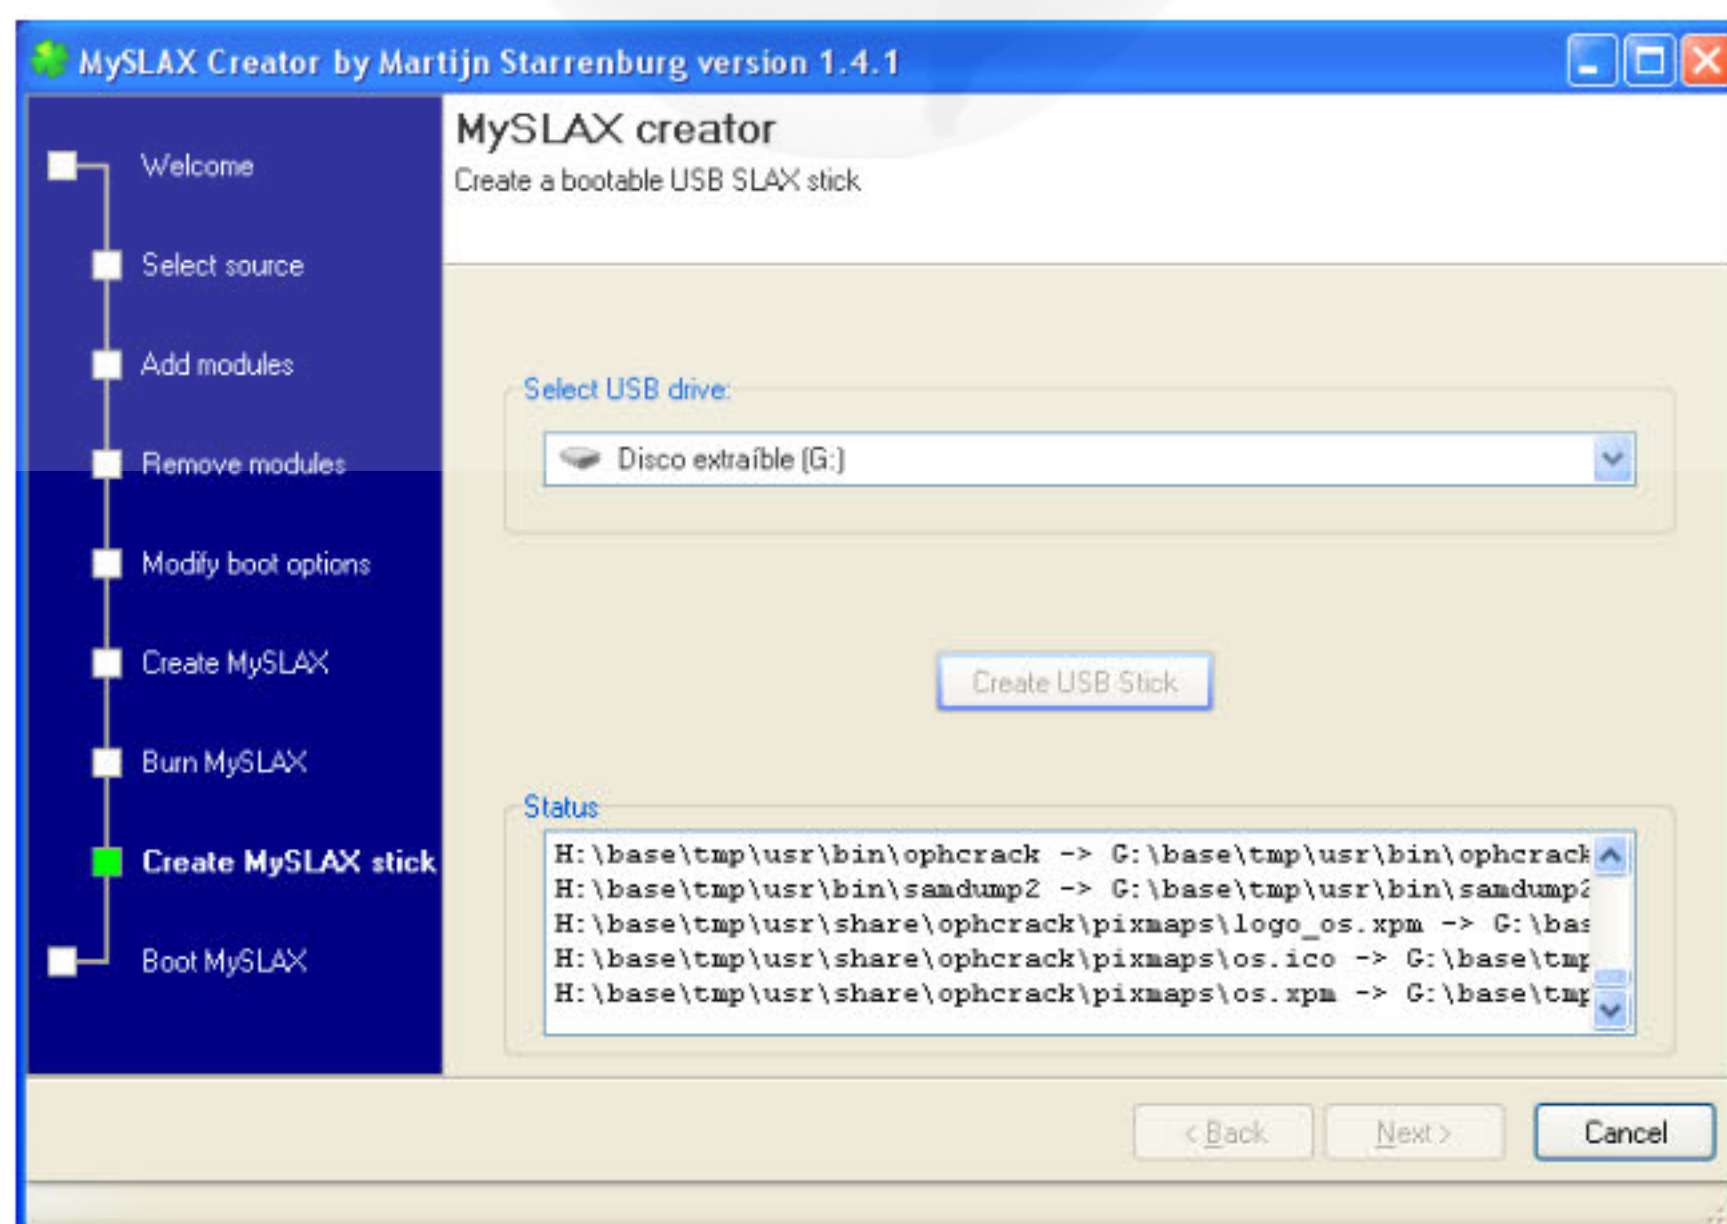 MySLAX Creator by Martijn Starrenburg version 1.4.1
MySLAX creator
Create a bootable USB SLAX stick
Welcome
Select source
Add modules
Remove modules
Modify boot options
Create MySLAX
Burn MySLAX
Create MySLAX stick
Boot MySLAX
Select USB drive:
Disco extraíble (G:)
Create USB Stick
Status
H:\base\tmp\usr\bin\ophcrack -> G:\base\tmp\usr\bin\ophcrack
H:\base\tmp\usr\bin\samdump2 -> G:\base\tmp\usr\bin\samdump2
H:\base\tmp\usr\share\ophcrack\pixmaps\logo_os.xpm -> G:\bas
H:\base\tmp\usr\share\ophcrack\pixmaps\os.ico -> G:\base\tmp
H:\base\tmp\usr\share\ophcrack\pixmaps\os.xpm -> G:\base\tmp
< Back
Next >
Cancel